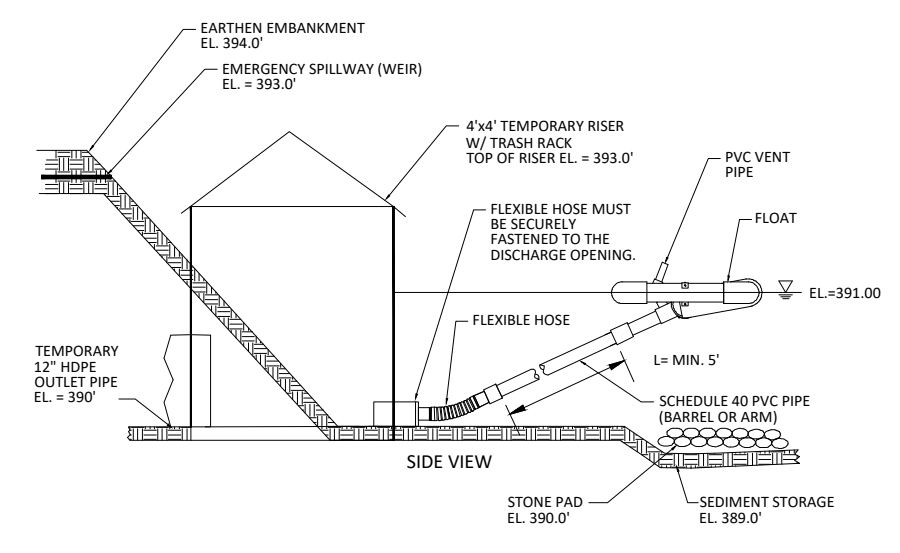 EARTHEN EMBANKMENT
EL. 394.0'
EMERGENCY SPILLWAY (WEIR)
EL. = 393.0'
4'x4' TEMPORARY RISER
W/ TRASH RACK
TOP OF RISER EL. = 393.0'
PVC VENT
PIPE
FLEXIBLE HOSE MUST
BE SECURELY
FASTENED TO THE
DISCHARGE OPENING.
FLOAT
EL.=391.00
FLEXIBLE HOSE
TEMPORARY
12" HDPE
OUTLET PIPE
EL. = 390'
L= MIN. 5'
SCHEDULE 40 PVC PIPE
(BARREL OR ARM)
SIDE VIEW
STONE PAD
EL. 390.0'
SEDIMENT STORAGE
EL. 389.0'